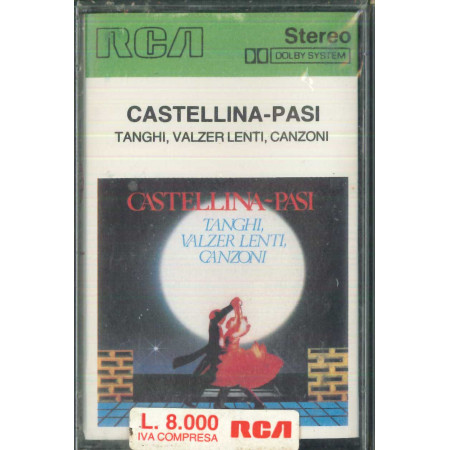 RCA Stereo
DOLBY SYSTEM
CASTELLINA-PASI
TANGHI, VALZER LENTI, CANZONI
CASTELLINA-PASI
TANGHI,
VALZER LENTI,
CANZONI
L. 8.000
IVA COMPRESA RCA